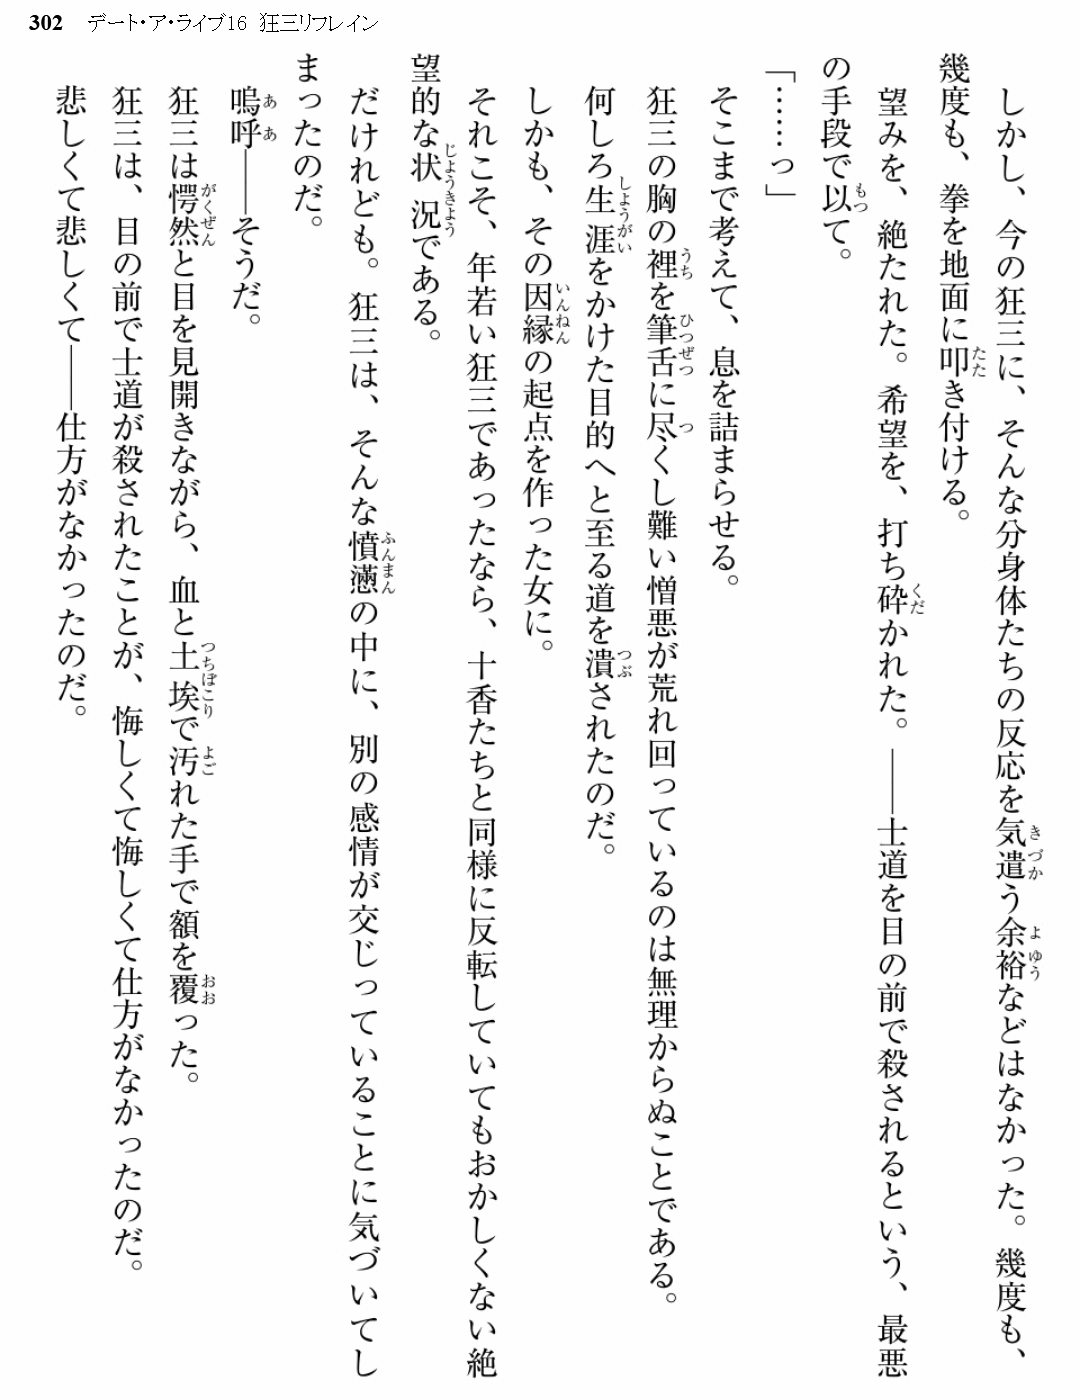 302 デート・ア・ライブ16 狂三リフレイン
しかし、今の狂三に、そんな分身体たちの反応を気遣う余裕などはなかった。幾度も、
幾度も、拳を地面に叩き付ける。
望みを、絶たれた。希望を、打ち砕かれた。――士道を目の前で殺されるという、最悪
の手段で以て。
「……っ」
そこまで考えて、息を詰まらせる。
狂三の胸の裡を筆舌に尽くし難い憎悪が荒れ回っているのは無理からぬことである。
何しろ生涯をかけた目的へと至る道を潰されたのだ。
しかも、その因縁の起点を作った女に。
それこそ、年若い狂三であったなら、十香たちと同様に反転していてもおかしくない絶
望的な状況である。
だけれども。狂三は、そんな憤懣の中に、別の感情が交じっていることに気づいてし
まったのだ。
嗚呼――そうだ。
狂三は愕然と目を見開きながら、血と土埃で汚れた手で額を覆った。
狂三は、目の前で士道が殺されたことが、悔しくて悔しくて仕方がなかったのだ。
悲しくて悲しくて――仕方がなかったのだ。